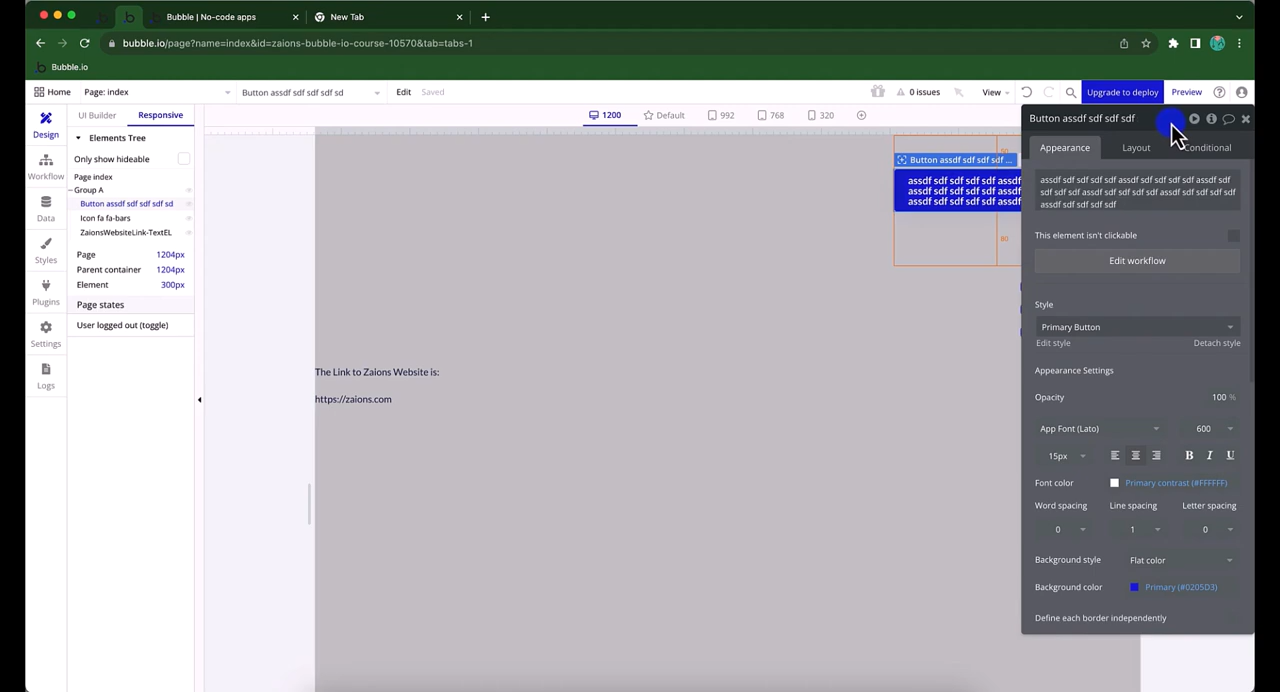 Bubble | No-code apps
New Tab
bubble.io/page?name=index&id=zaions-bubble-io-course-10570&tab=tabs-1
Bubble.io
Home
Page: index
Button assdf sdf sdf sd
Edit
Saved
0 issues
View
Upgrade to deploy
Preview
Design
Workflow
Data
Styles
Plugins
Settings
Logs
UI Builder
Responsive
Elements Tree
Only show hideable
Page index
Group A
Button assdf sdf sdf sdf sd
Icon fa fa-bars
ZaionsWebsiteLink-TextEL
Page 1204px
Parent container 1204px
Element 300px
Page states
User logged out (toggle)
1200
Default
992
768
320
50
Button assdf sdf sdf sdf ...
assdf sdf sdf sdf assdf
assdf sdf sdf sdf assdf
assdf sdf sdf sdf assdf
80
The Link to Zaions Website is:
https://zaions.com
Button assdf sdf sdf sdf
Appearance
Layout
Conditional
assdf sdf sdf sdf sdf assdf sdf sdf sdf sdf assdf sdf
sdf sdf sdf assdf sdf sdf sdf sdf assdf sdf sdf sdf sdf
assdf sdf sdf sdf sdf
This element isn't clickable
Edit workflow
Style
Primary Button
Edit style
Detach style
Appearance Settings
Opacity
100 %
App Font (Lato)
600
15px
B I U
Font color
Primary contrast (#FFFFFF)
Word spacing
Line spacing
Letter spacing
0
1
0
Background style
Flat color
Background color
Primary (#0205D3)
Define each border independently